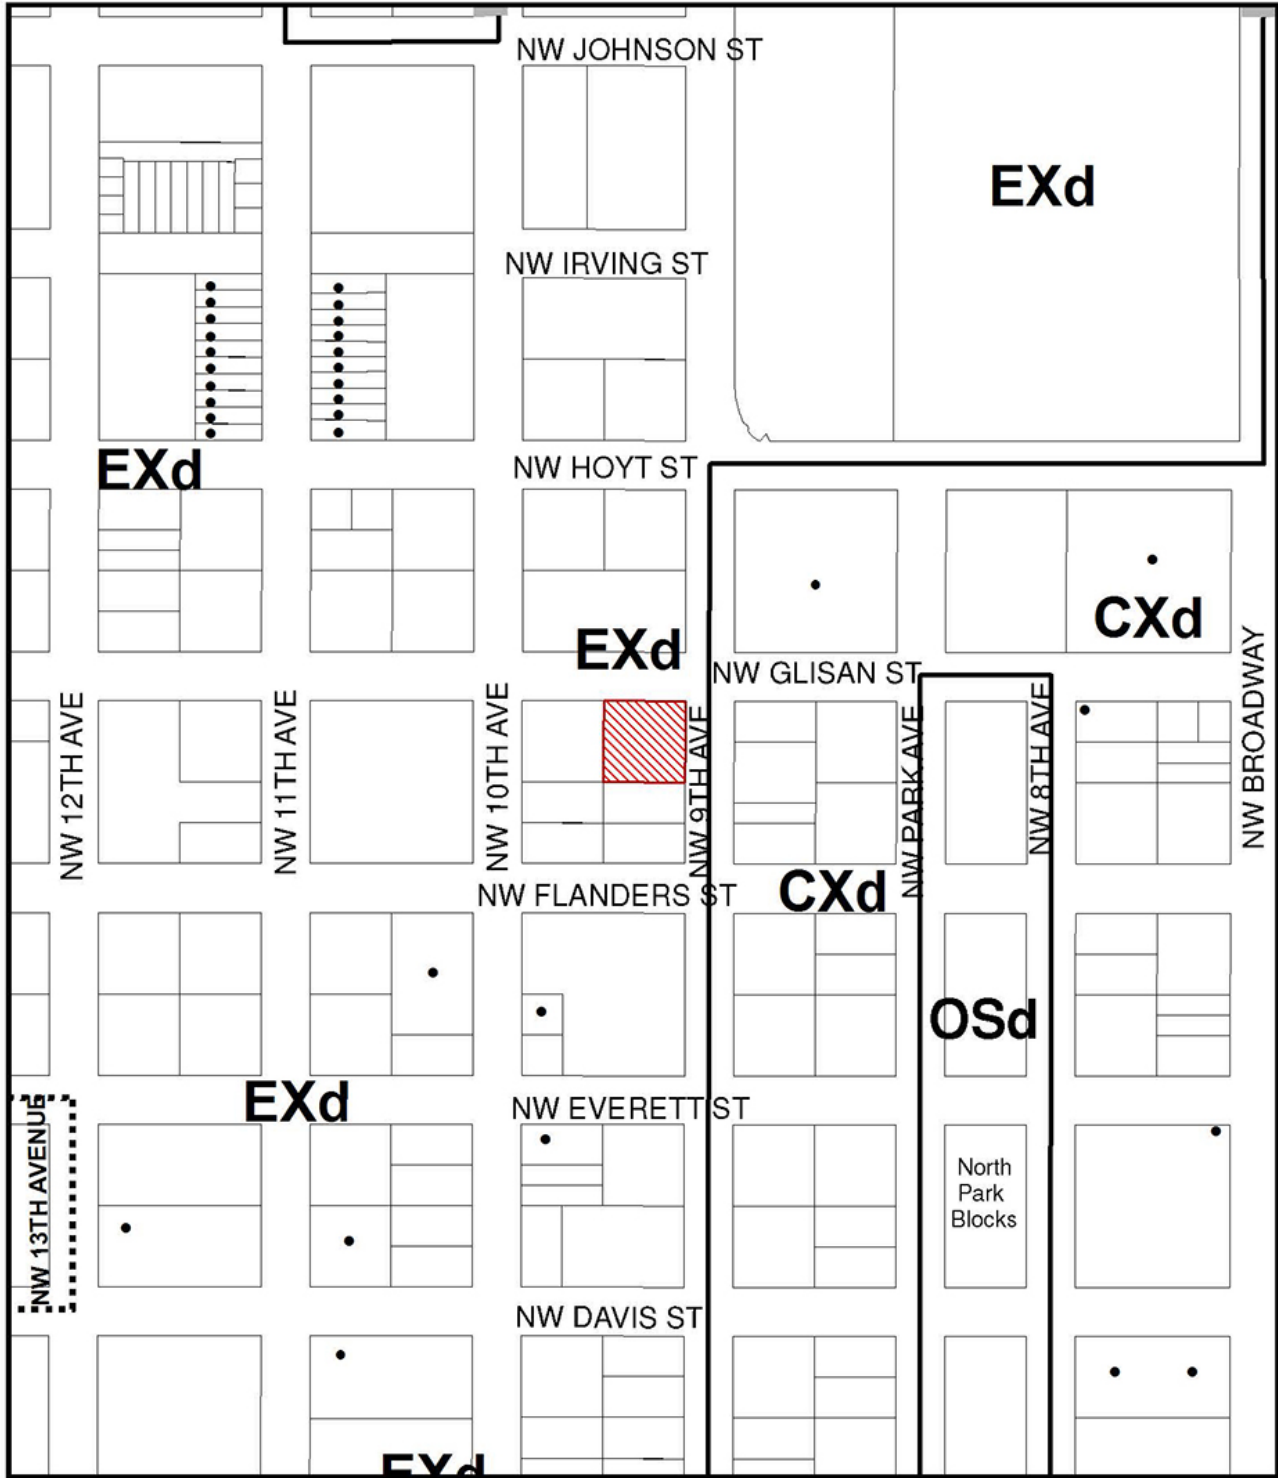 NW JOHNSON ST
EXd
NW IRVING ST
EXd
NW HOYT ST
CXd
EXd
NW GLISAN ST
NW 12TH AVE
NW 11TH AVE
NW 10TH AVE
NW 9TH AVE
NW PARK AVE
NW 8TH AVE
NW BROADWAY
CXd
NW FLANDERS ST
OSd
EXd
NW EVERETT ST
NW 13TH AVENUE
North
Park
Blocks
NW DAVIS ST
EXd